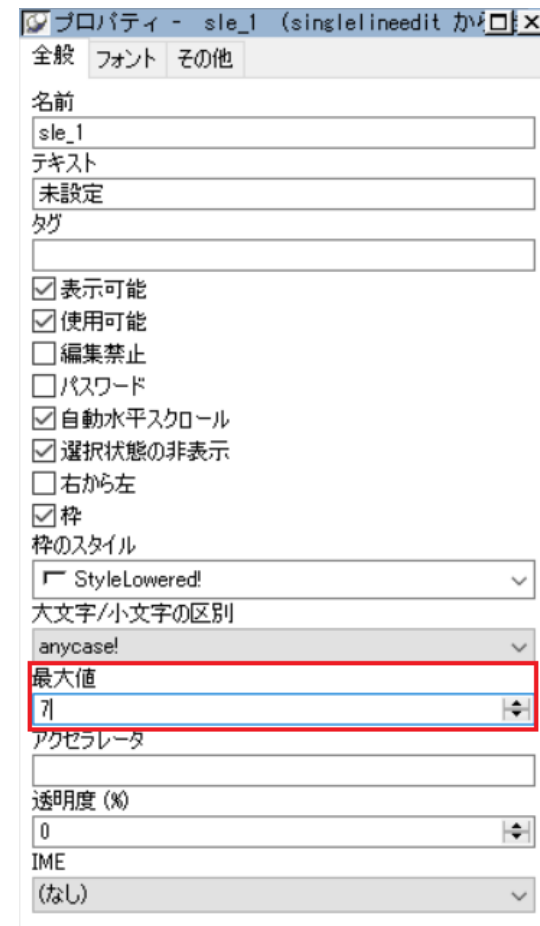 プロパティ - sle_1 (singlelineedit から
全般 フォント その他
名前
sle_1
テキスト
未設定
タグ
表示可能
使用可能
編集禁止
パスワード
自動水平スクロール
選択状態の非表示
右から左
枠
枠のスタイル
StyleLowered!
大文字/小文字の区別
anycase!
最大値
7
アクセラレータ
透明度 (%)
0
IME
(なし)